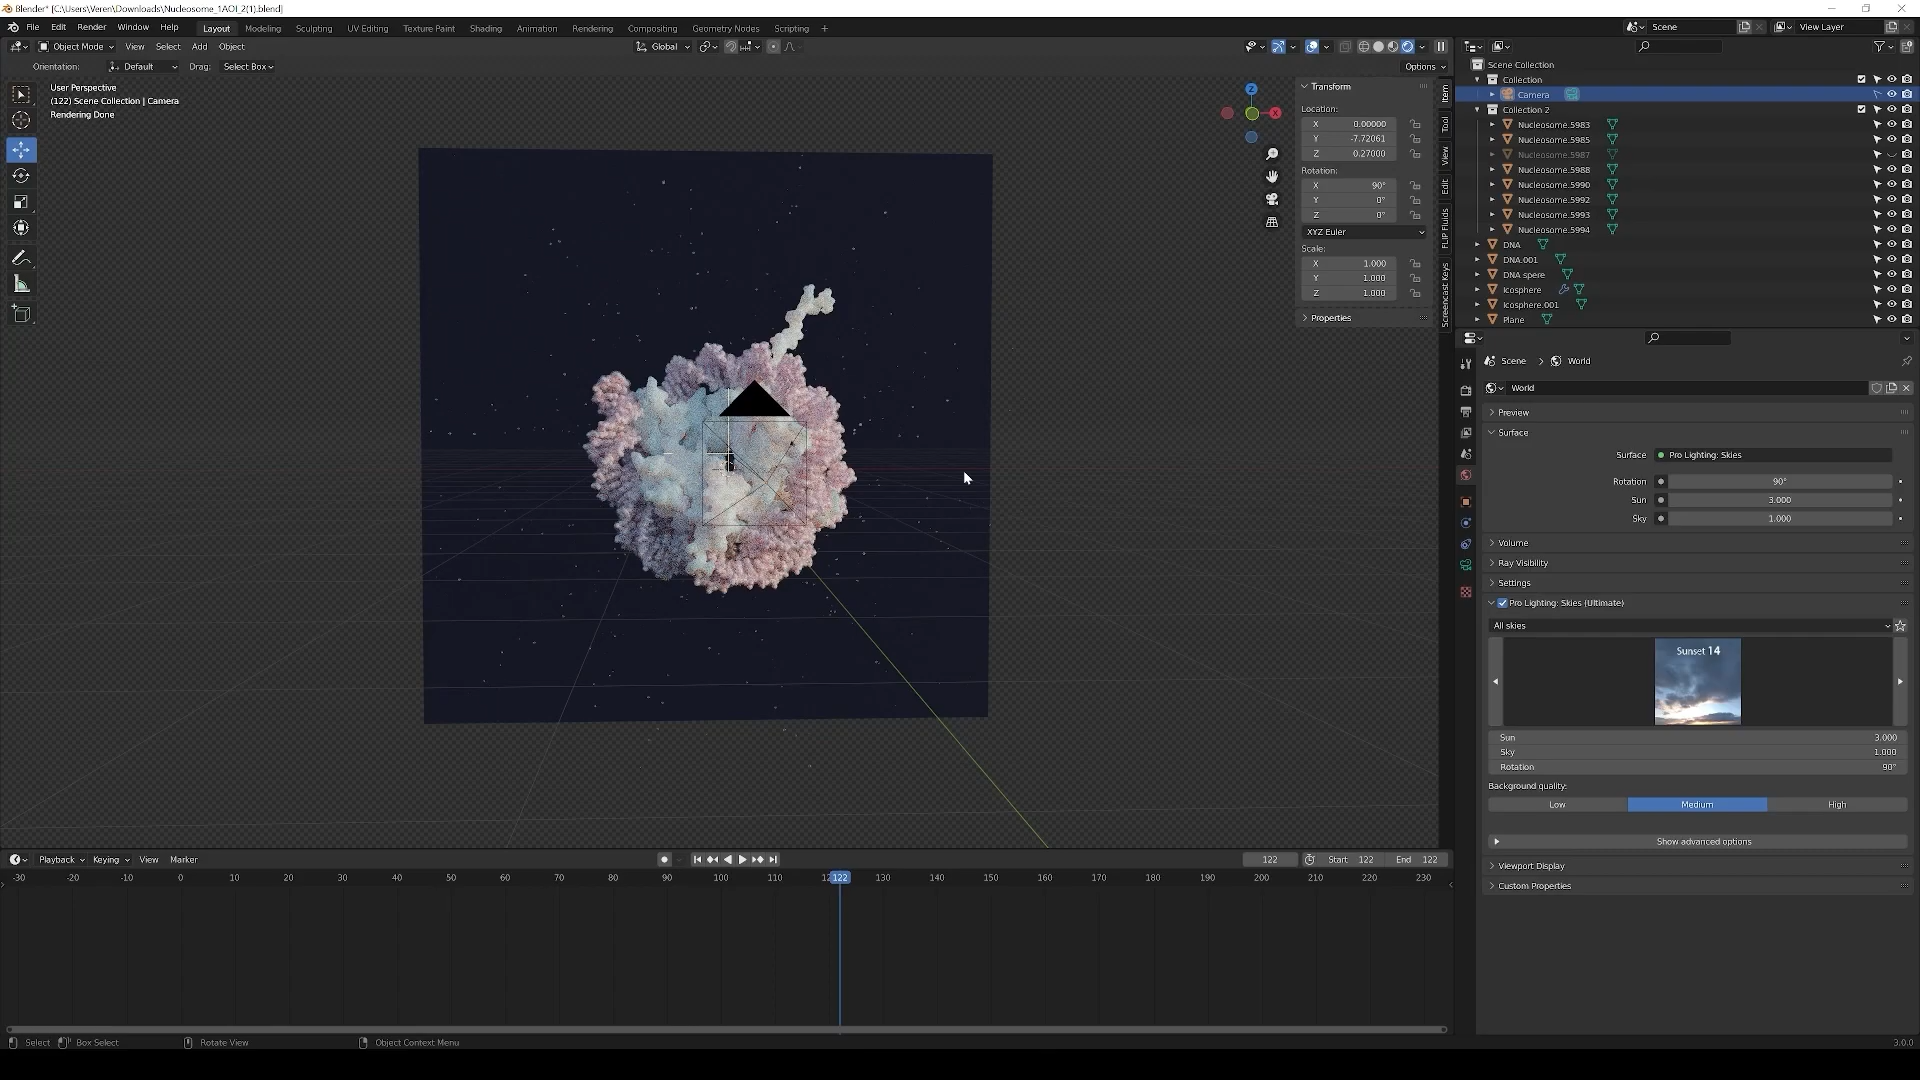 Blender* [C:\Users\Veren\Downloads\Nucleosome_1AOI_2(1).blend]
File Edit Render Window Help Layout Modeling Sculpting UV Editing Texture Paint Shading Animation Rendering Compositing Geometry Nodes Scripting + Scene View Layer
Object Mode View Select Add Object Global
Orientation: Default Drag: Select Box Options
User Perspective
(122) Scene Collection | Camera
Rendering Done
Z
X
Transform
Location:
X 0.00000
Y -7.72061
Z 0.27000
Rotation:
X 90°
Y 0°
Z 0°
XYZ Euler
Scale:
X 1.000
Y 1.000
Z 1.000
Properties
Item
Tool
View
Edit
FLIP Fluids
Screencast Keys
Scene Collection
Collection
Camera
Collection 2
Nucleosome.5983
Nucleosome.5985
Nucleosome.5987
Nucleosome.5988
Nucleosome.5990
Nucleosome.5992
Nucleosome.5993
Nucleosome.5994
DNA
DNA.001
DNA spere
Icosphere
Icosphere.001
Plane
Scene > World
World
Preview
Surface
Surface Pro Lighting: Skies
Rotation 90°
Sun 3.000
Sky 1.000
Volume
Ray Visibility
Settings
Pro Lighting: Skies (Ultimate)
All skies
Sunset 14
Sun 3.000
Sky 1.000
Rotation 90°
Background quality:
Low Medium High
Show advanced options
Viewport Display
Custom Properties
Playback Keying View Marker 122 Start 122 End 122
-30 -20 -10 0 10 20 30 40 50 60 70 80 90 100 110 122 130 140 150 160 170 180 190 200 210 220 230
Select Box Select Rotate View Object Context Menu 3.0.0